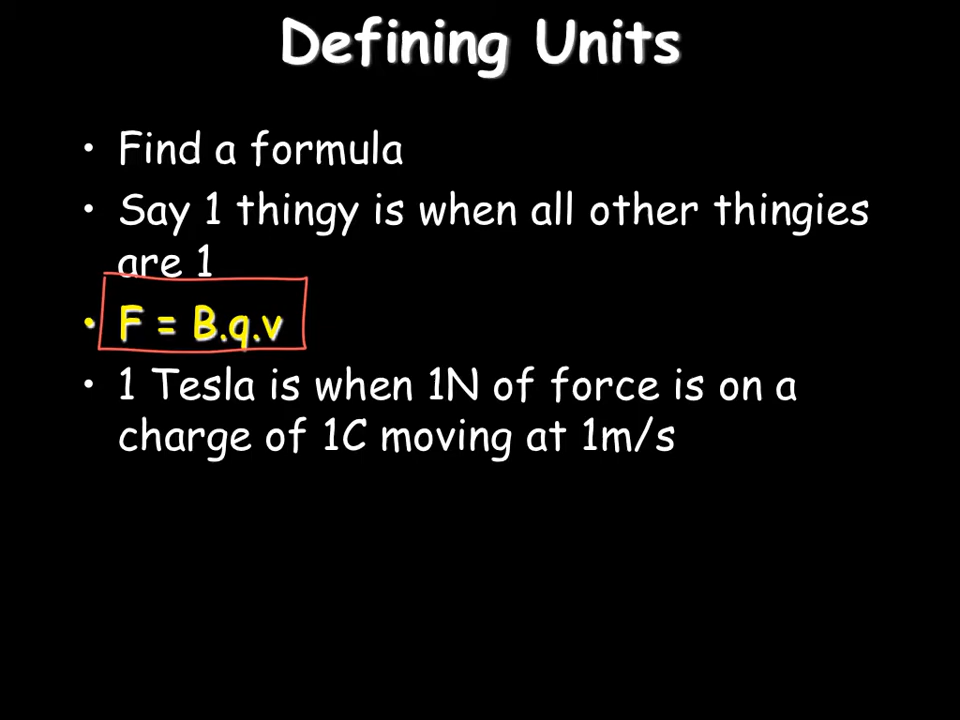 Defining Units
• Find a formula
• Say 1 thingy is when all other thingies
are 1
• F = B.q.v
• 1 Tesla is when 1N of force is on a
charge of 1C moving at 1m/s